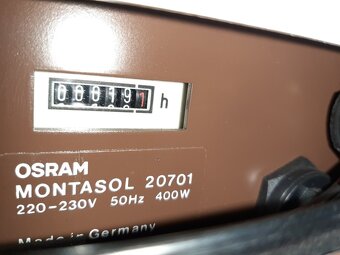 000191 h
OSRAM
MONTASOL 20701
220-230V 50Hz 400W
Made in Germany